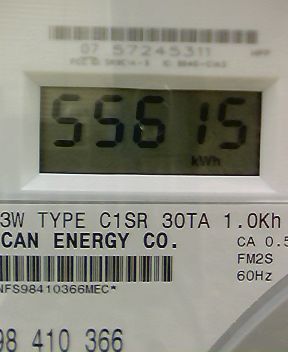 07 57245311
55615
kWh
3W TYPE C1SR 30TA 1.0Kh
CAN ENERGY CO.
CA 0.5
FM2S
60Hz
NFS98410366MEC*
98 410 366